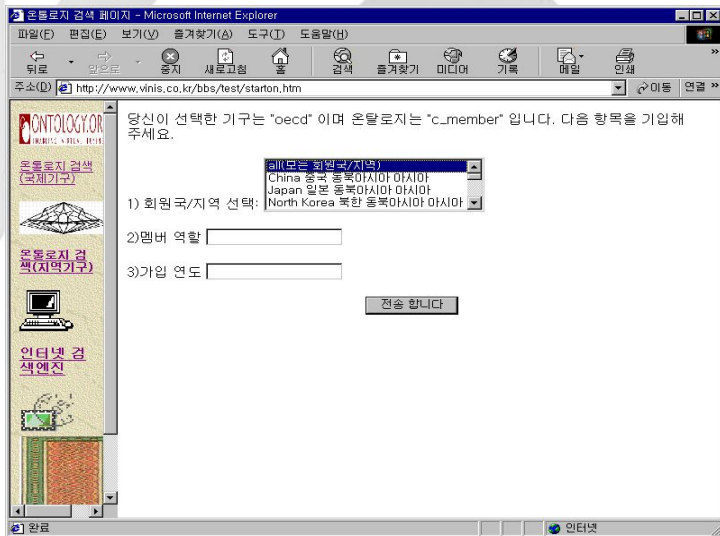 온톨로지 검색 페이지 - Microsoft Internet Explorer
파일(F) 편집(E) 보기(V) 즐겨찾기(A) 도구(T) 도움말(H)
뒤로 앞으로 중지 새로고침 홈 검색 즐겨찾기 미디어 기록 메일 인쇄 »
주소(D) http://www.vinis.co.kr/bbs/test/starton.htm 이동 연결 »
ONTOLOGY.OR
온톨로지 검색
(국제기구)
온톨로지 검
색(지역기구)
인터넷 검
색엔진
당신이 선택한 기구는 "oecd" 이며 온탈로지는 "c_member" 입니다. 다음 항목을 기입해
주세요.
all(모든 회원국/지역)
China 중국 동북아시아 아시아
Japan 일본 동북아시아 아시아
North Korea 북한 동북아시아 아시아
1) 회원국/지역 선택:
2)멤버 역할
3)가입 연도
전송 합니다
완료
인터넷